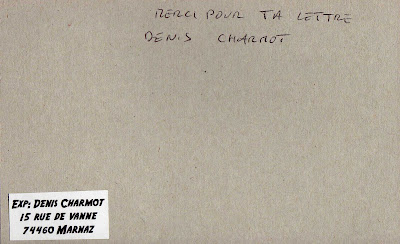 MERCI POUR TA LETTRE
DENIS CHARMOT
EXP; DENIS CHARMOT
15 RUE DE VANNE
74460 MARNAZ